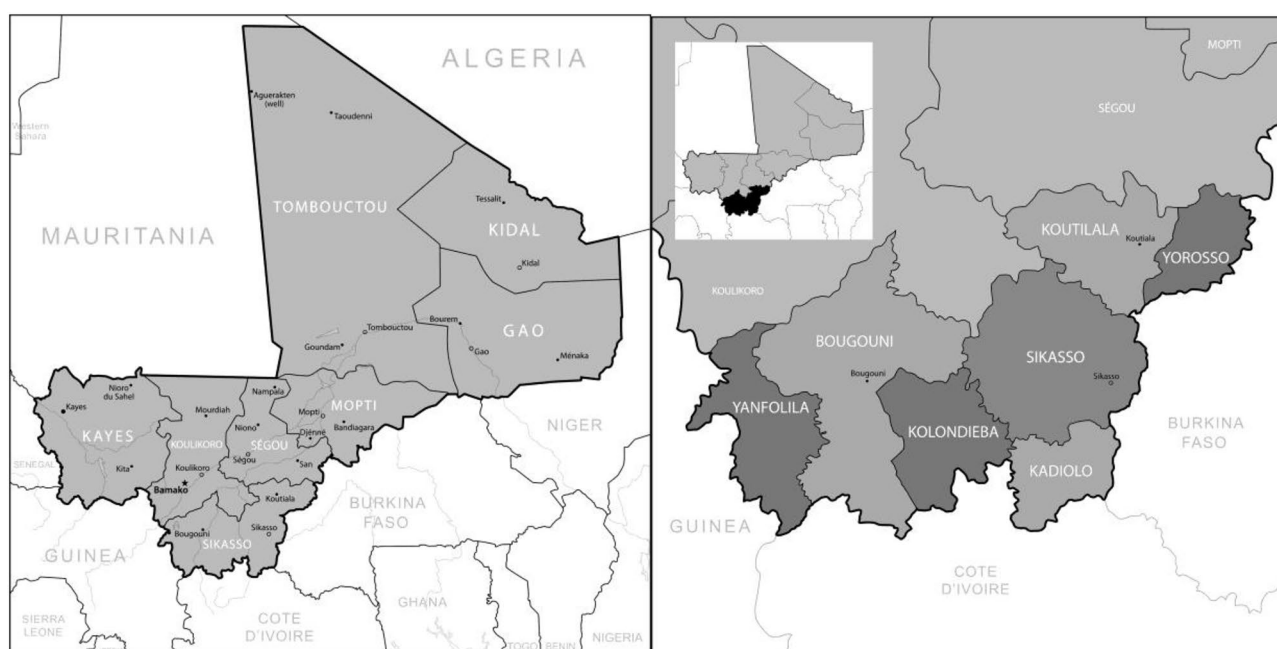 ALGERIA
Western
Sahara
Aguerakten
(well)
Taoudenni
TOMBOUCTOU
Tessalit
KIDAL
Kidal
MAURITANIA
Tombouctou
Bourem
GAO
Goundam
Gao
Ménaka
Nioro
du Sahel
Nampala
Kayes
Mourdiah
Mopti
MOPTI
KAYES
Niono
Bandiagara
NIGER
KOULIKORO
SÉGOU
Djénné
SENEGAL
Kita
Koulikoro
Ségou
San
Bamako
Koutiala
BURKINA
FASO
Bougouni
Sikasso
SIKASSO
GUINEA
SIERRA
LEONE
COTE
D'IVOIRE
GHANA
TOGO
BENIN
NIGERIA
MOPTI
SÉGOU
KOUTILALA
Koutiala
YOROSSO
KOULIKORO
BOUGOUNI
Bougouni
SIKASSO
Sikasso
YANFOLILA
KOLONDIEBA
BURKINA
FASO
KADIOLO
GUINEA
COTE
D'IVOIRE